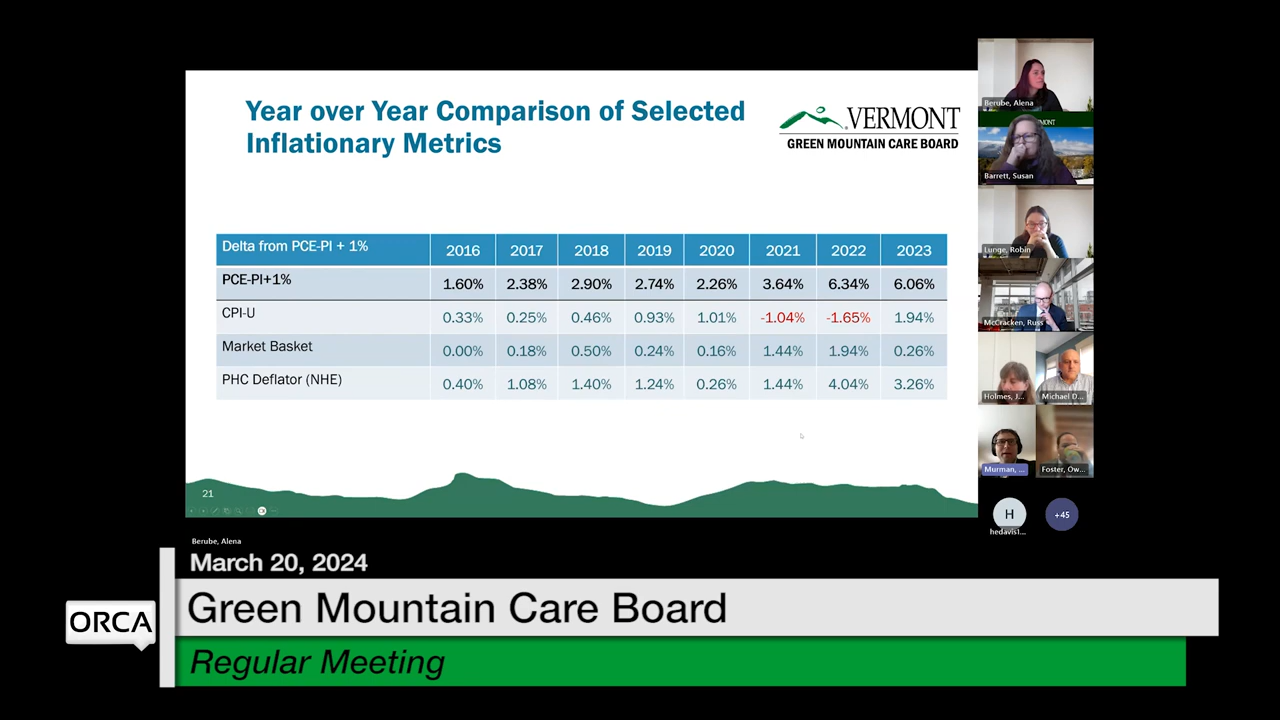 Year over Year Comparison of Selected
Inflationary Metrics
VERMONT
GREEN MOUNTAIN CARE BOARD
Delta from PCE-PI + 1% 2016 2017 2018 2019 2020 2021 2022 2023
PCE-PI+1% 1.60% 2.38% 2.90% 2.74% 2.26% 3.64% 6.34% 6.06%
CPI-U 0.33% 0.25% 0.46% 0.93% 1.01% -1.04% -1.65% 1.94%
Market Basket 0.00% 0.18% 0.50% 0.24% 0.16% 1.44% 1.94% 0.26%
PHC Deflator (NHE) 0.40% 1.08% 1.40% 1.24% 0.26% 1.44% 4.04% 3.26%
21
Berube, Alena
Barrett, Susan
Lunge, Robin
McCracken, Russ
Holmes, J... Michael D...
Murman, ... Foster, Ow...
H +45
hedavis1...
Berube, Alena
March 20, 2024
ORCA
Green Mountain Care Board
Regular Meeting